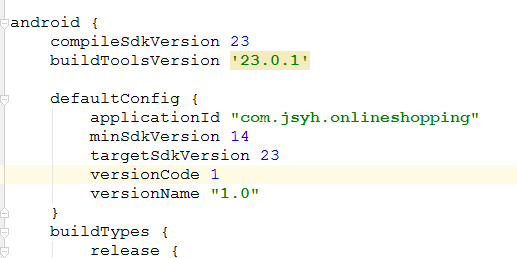 android {
compileSdkVersion 23
buildToolsVersion '23.0.1'
defaultConfig {
applicationId "com.jsyh.onlineshopping"
minSdkVersion 14
targetSdkVersion 23
versionCode 1
versionName "1.0"
}
buildTypes {
release {